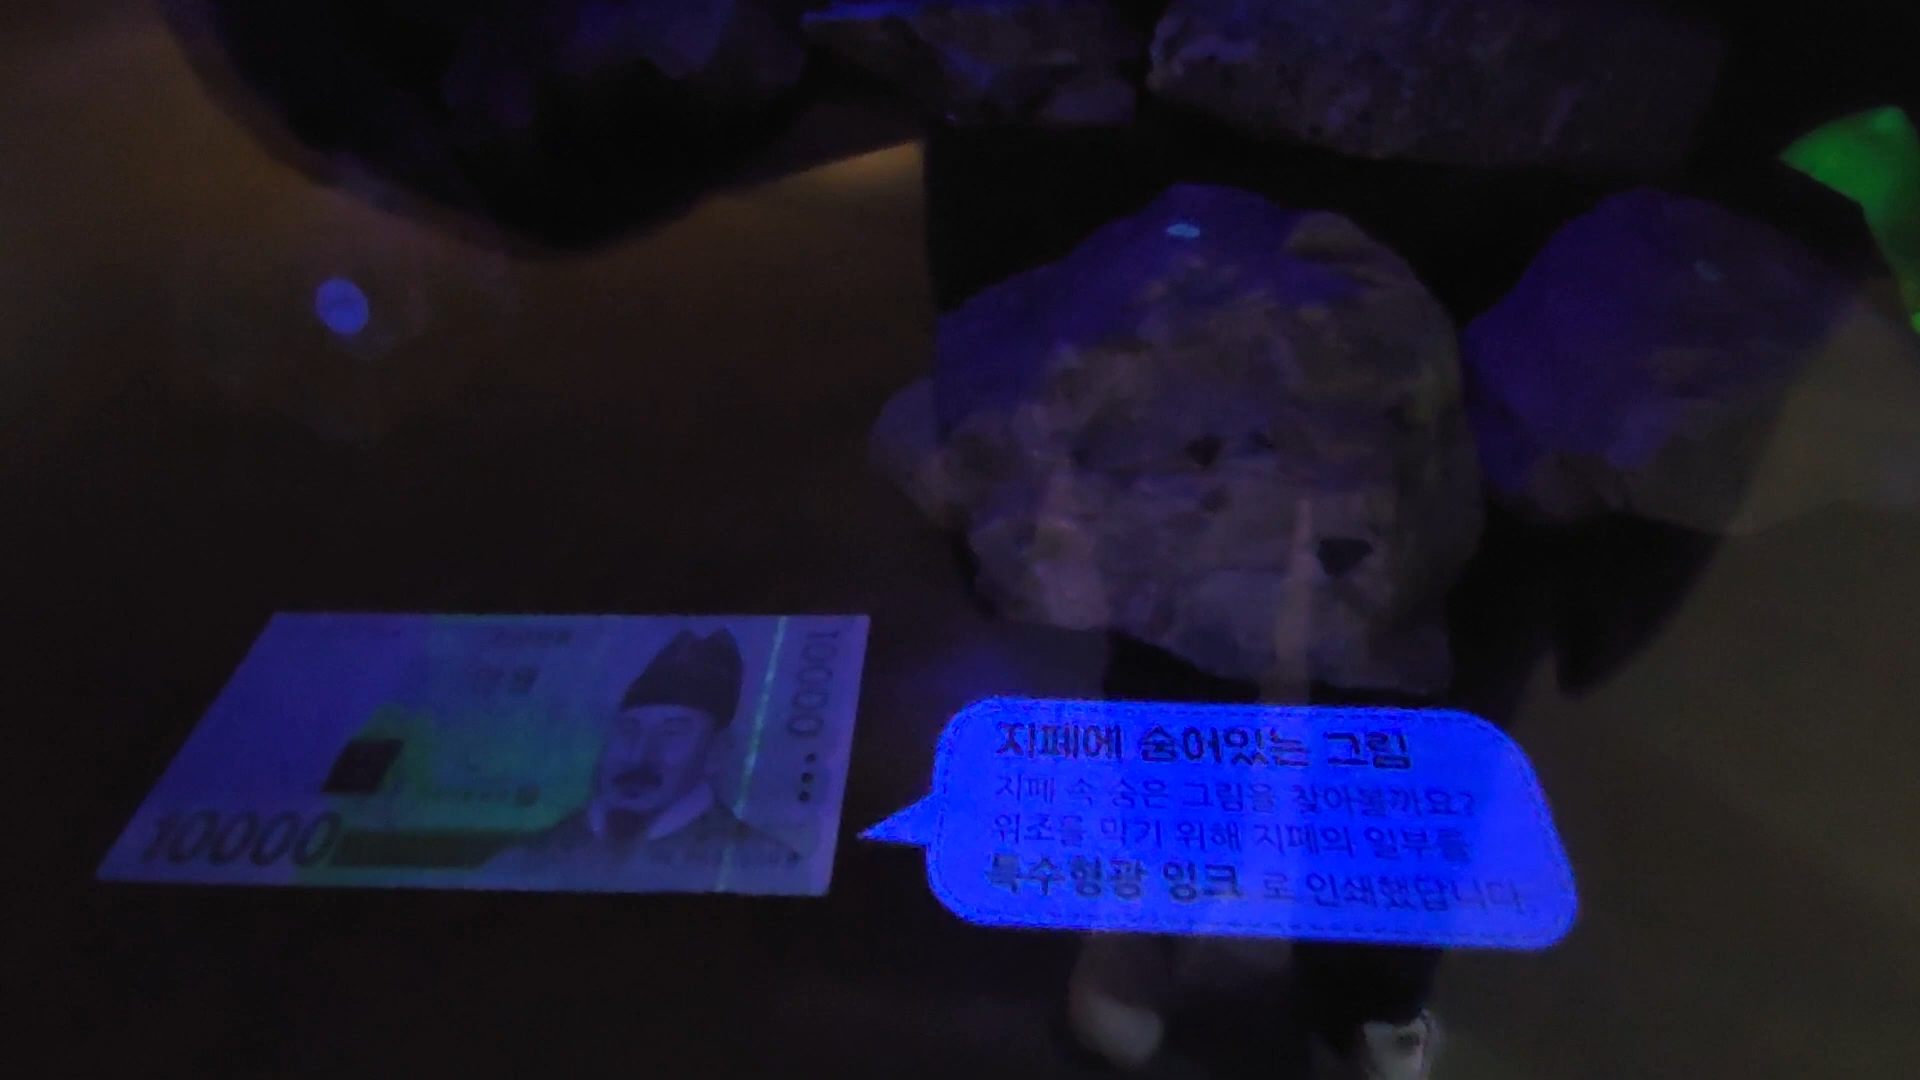 10000
10000
지폐에 숨어있는 그림
지폐 속 숨은 그림을 찾아볼까요?
위조를 막기 위해 지폐의 일부를
특수형광 잉크 로 인쇄했답니다